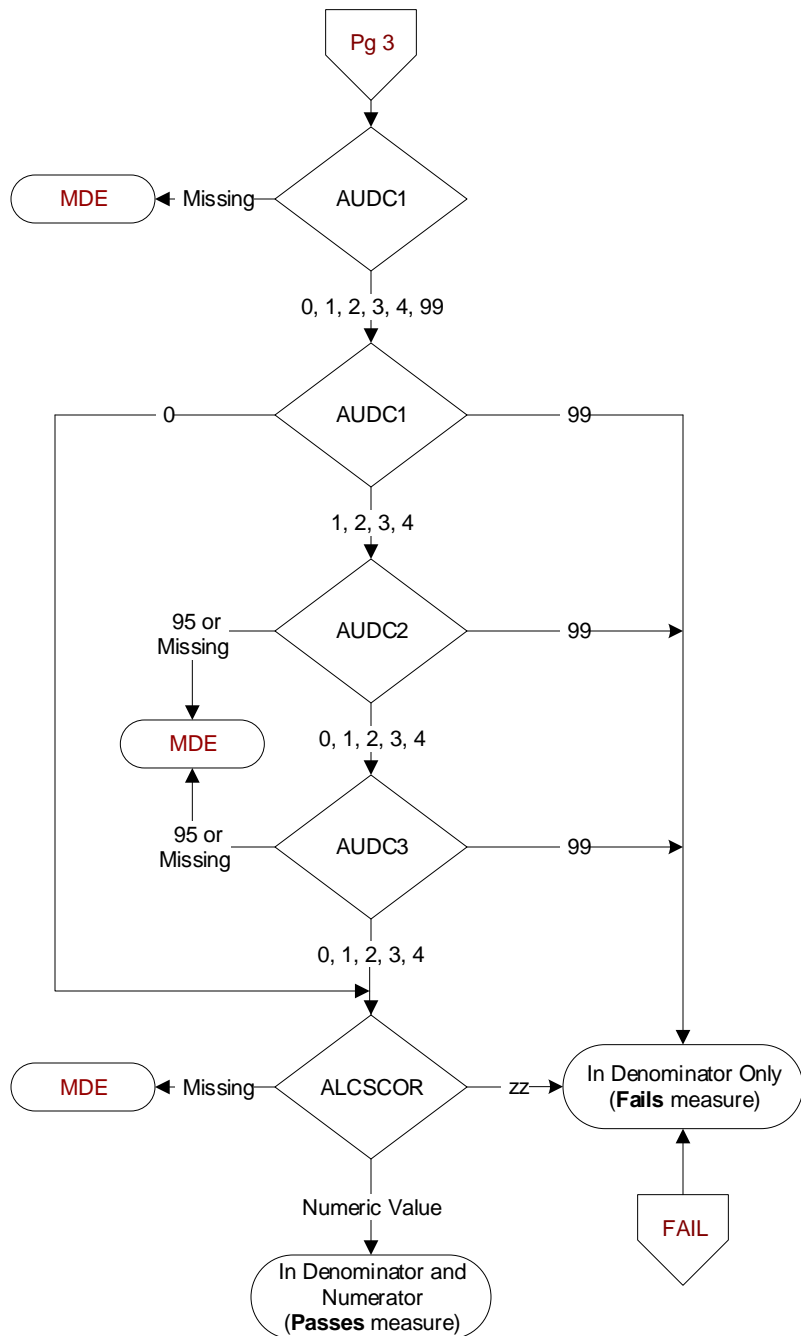 Pg 3
AUDC1
Missing
MDE
0, 1, 2, 3, 4, 99
0
AUDC1
99
1, 2, 3, 4
95 or
Missing
AUDC2
99
MDE
0, 1, 2, 3, 4
95 or
Missing
AUDC3
99
0, 1, 2, 3, 4
MDE
Missing
ALCSCOR
zz
In Denominator Only
(Fails measure)
Numeric Value
FAIL
In Denominator and
Numerator
(Passes measure)